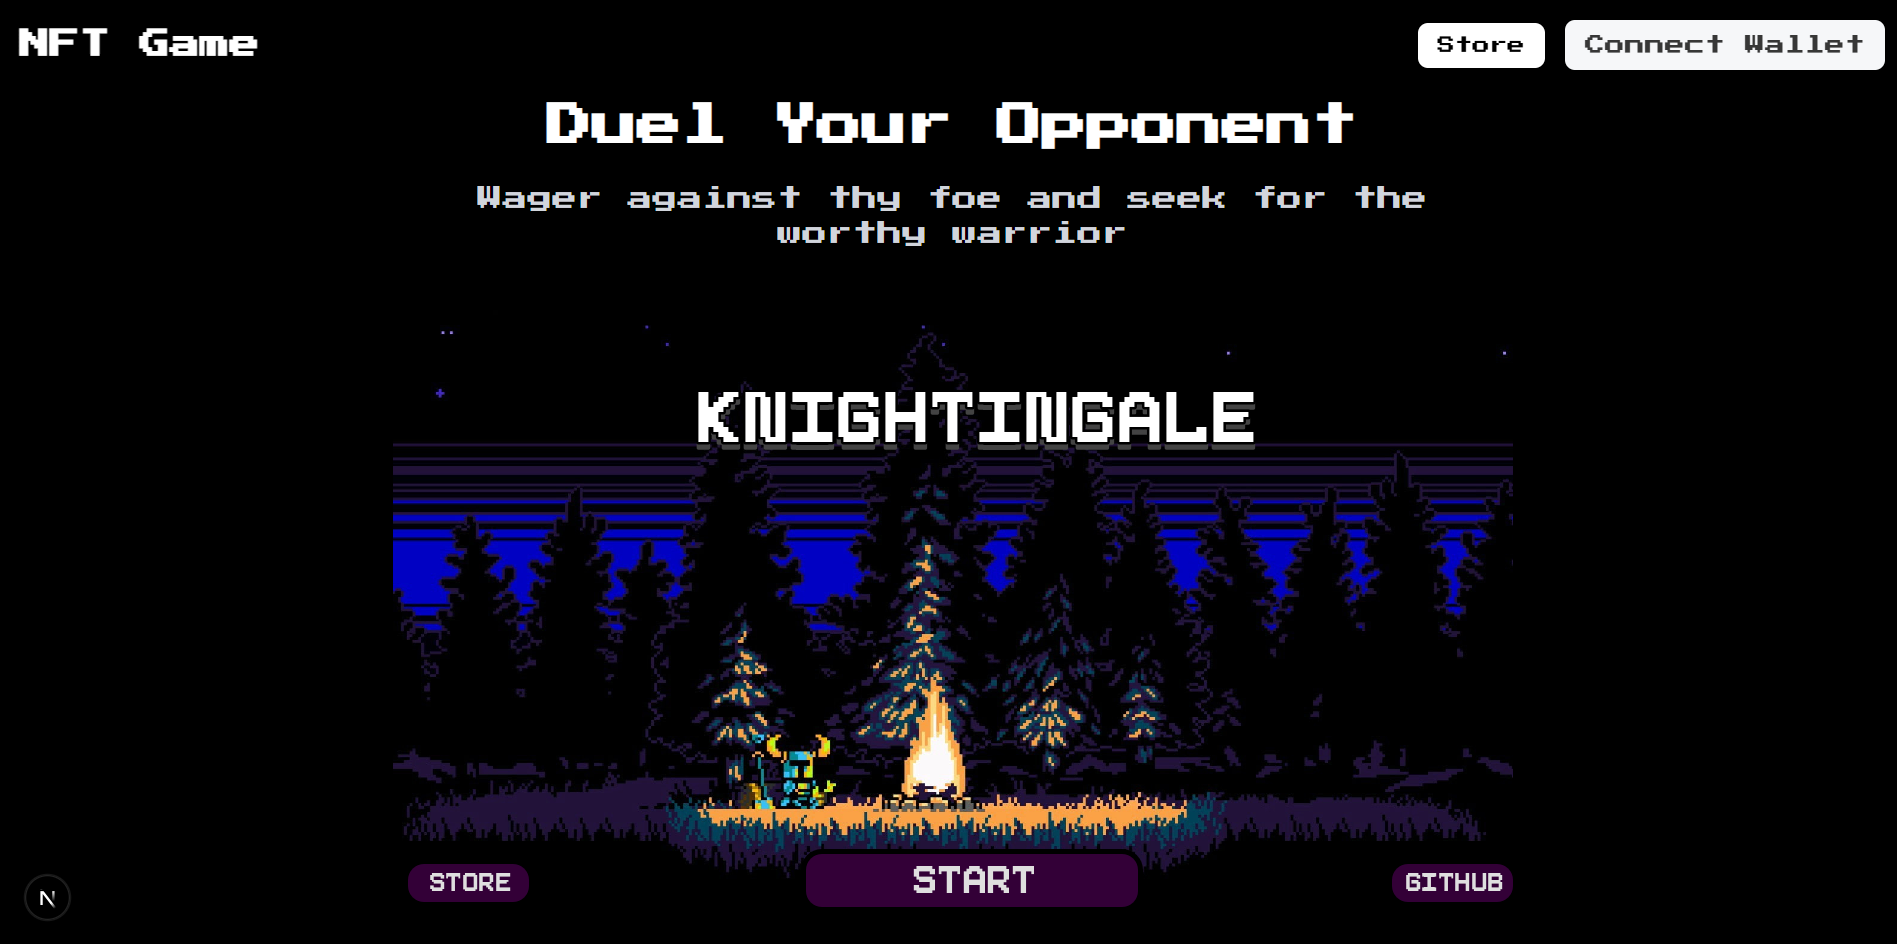 NFT Game
Store
Connect Wallet
Duel Your Opponent
Wager against thy foe and seek for the
worthy warrior
KNIGHTINGALE
STORE
START
GITHUB
N